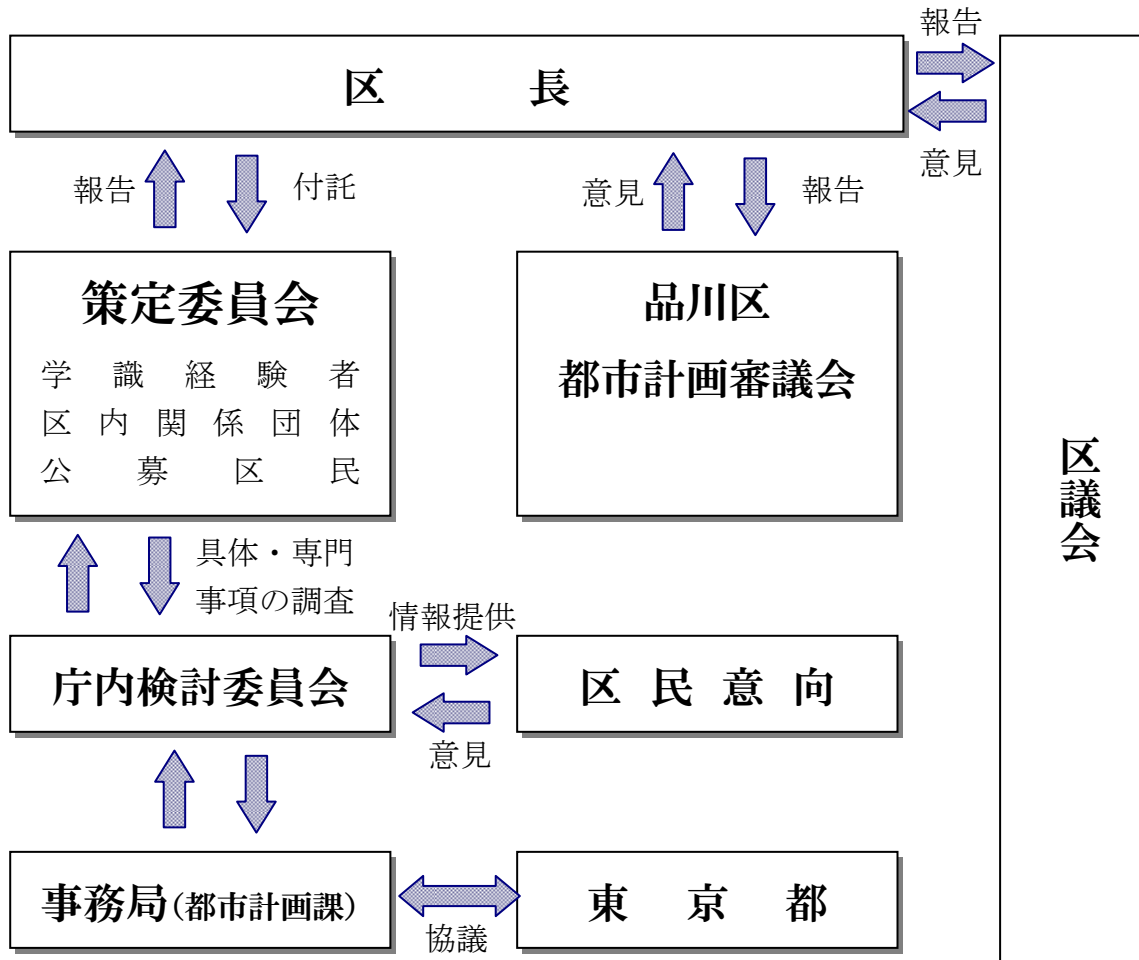 報告
区長
意見
報告
付託
意見
報告
策定委員会
学識経験者
区内関係団体
公募区民
品川区
都市計画審議会
区議会
具体・専門
事項の調査
情報提供
庁内検討委員会
区民意向
意見
事務局(都市計画課)
東京都
協議